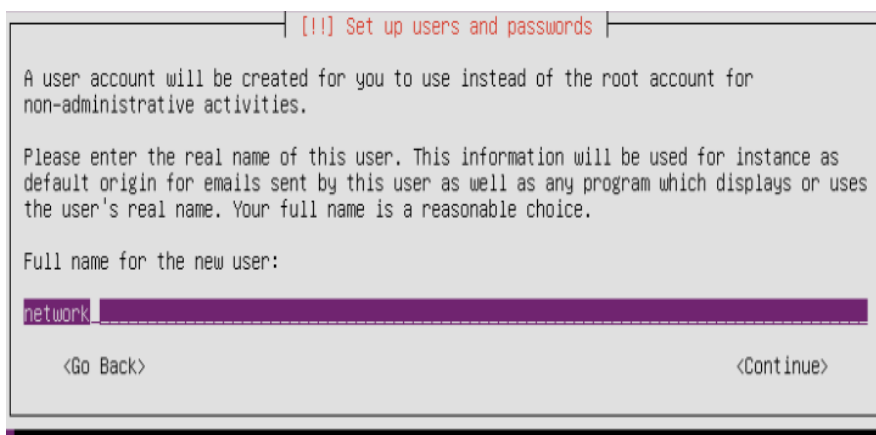 [!!] Set up users and passwords
A user account will be created for you to use instead of the root account for
non-administrative activities.
Please enter the real name of this user. This information will be used for instance as
default origin for emails sent by this user as well as any program which displays or uses
the user's real name. Your full name is a reasonable choice.
Full name for the new user:
network
<Go Back> <Continue>